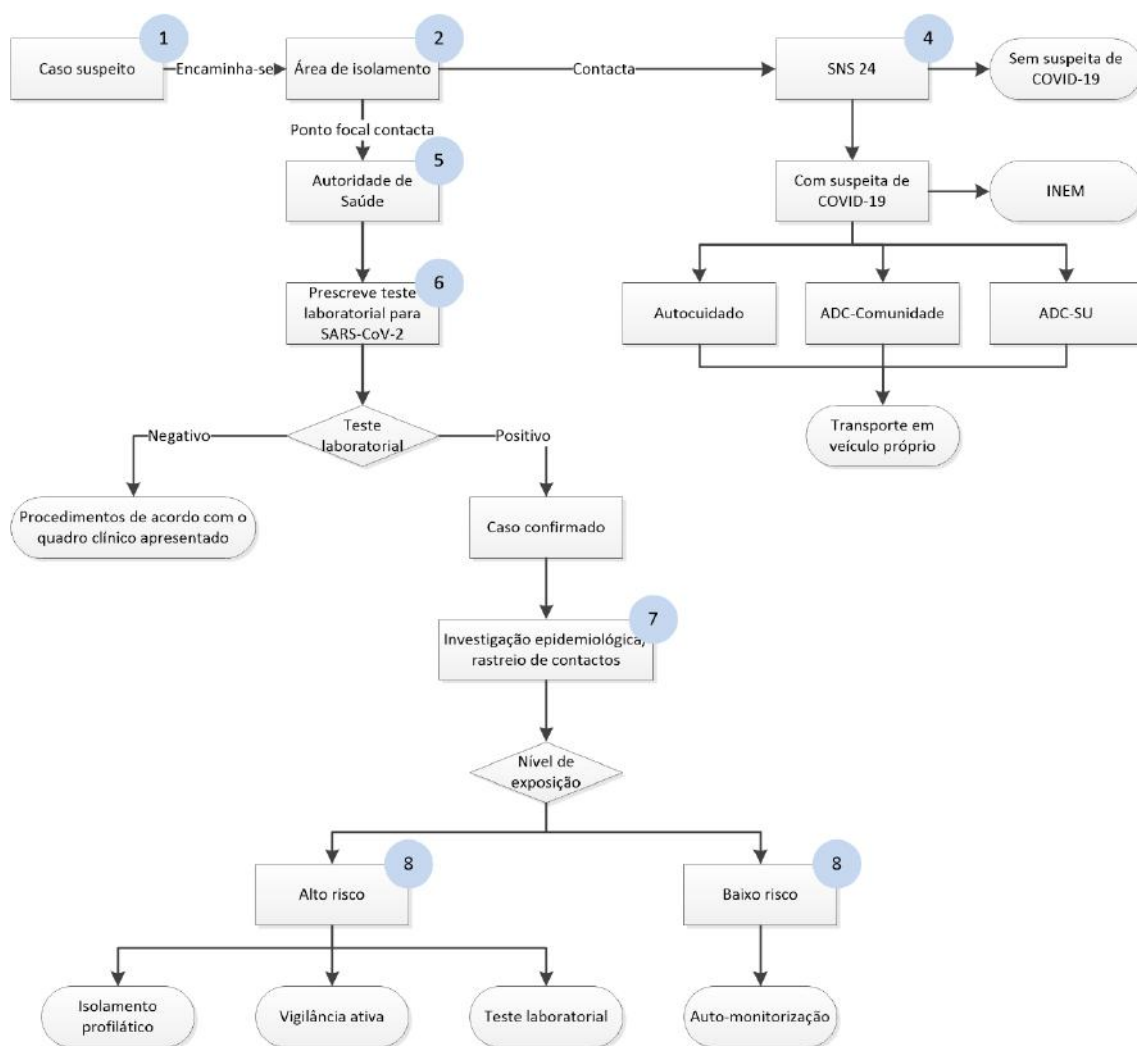 1
2
4
Caso suspeito
Encaminha-se
Área de isolamento
Contacta
SNS 24
Sem suspeita de
COVID-19
Ponto focal contacta
5
Autoridade de
Saúde
Com suspeita de
COVID-19
INEM
6
Prescreve teste
laboratorial para
SARS-CoV-2
Autocuidado
ADC-Comunidade
ADC-SU
Negativo
Teste
laboratorial
Positivo
Transporte em
veículo próprio
Procedimentos de acordo com o
quadro clínico apresentado
Caso confirmado
7
Investigação epidemiológica,
rastreio de contactos
Nível de
exposição
8
8
Alto risco
Baixo risco
Isolamento
profilático
Vigilância ativa
Teste laboratorial
Auto-monitorização